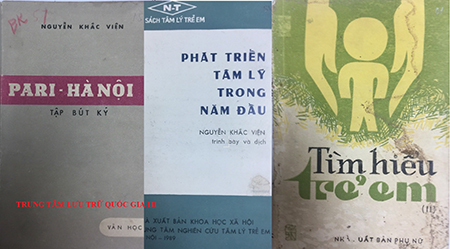 BK
NGUYỄN KHẮC VIỆN
PARI - HÀ NỘI
TẬP BÚT KÝ
TRUNG TÂM LƯU TRỮ QUỐC GIA III
VĂN HỌC
N-T
SÁCH TÂM LÝ TRẺ EM
PHÁT TRIỂN
TÂM LÝ
TRONG
NĂM ĐẦU
NGUYỄN KHẮC VIỆN
trình bày và dịch
XUẤT BẢN KHOA HỌC XÃ HỘI
TÂM NGHIÊN CỨU TÂM LÝ TRẺ EM
Tìm hiểu
trẻ em
XUẤT BẢN PHỤ NỮ